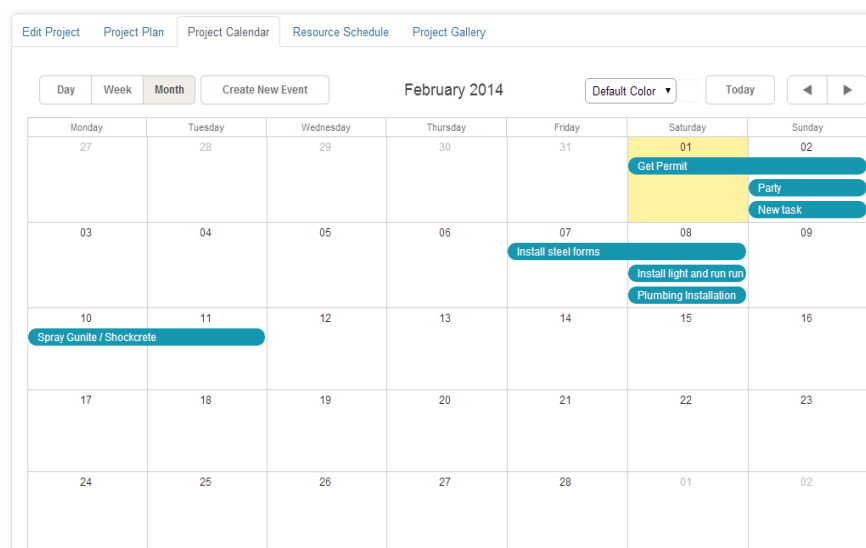 Edit Project Project Plan Project Calendar Resource Schedule Project Gallery
Day Week Month Create New Event February 2014 Default Color Today
Monday Tuesday Wednesday Thursday Friday Saturday Sunday
27 28 29 30 31 01 02
Get Permit
Party
New task
03 04 05 06 07 08 09
Install steel forms
Install light and run run
Plumbing Installation
10 11 12 13 14 15 16
Spray Gunite / Shockcrete
17 18 19 20 21 22 23
24 25 26 27 28 01 02